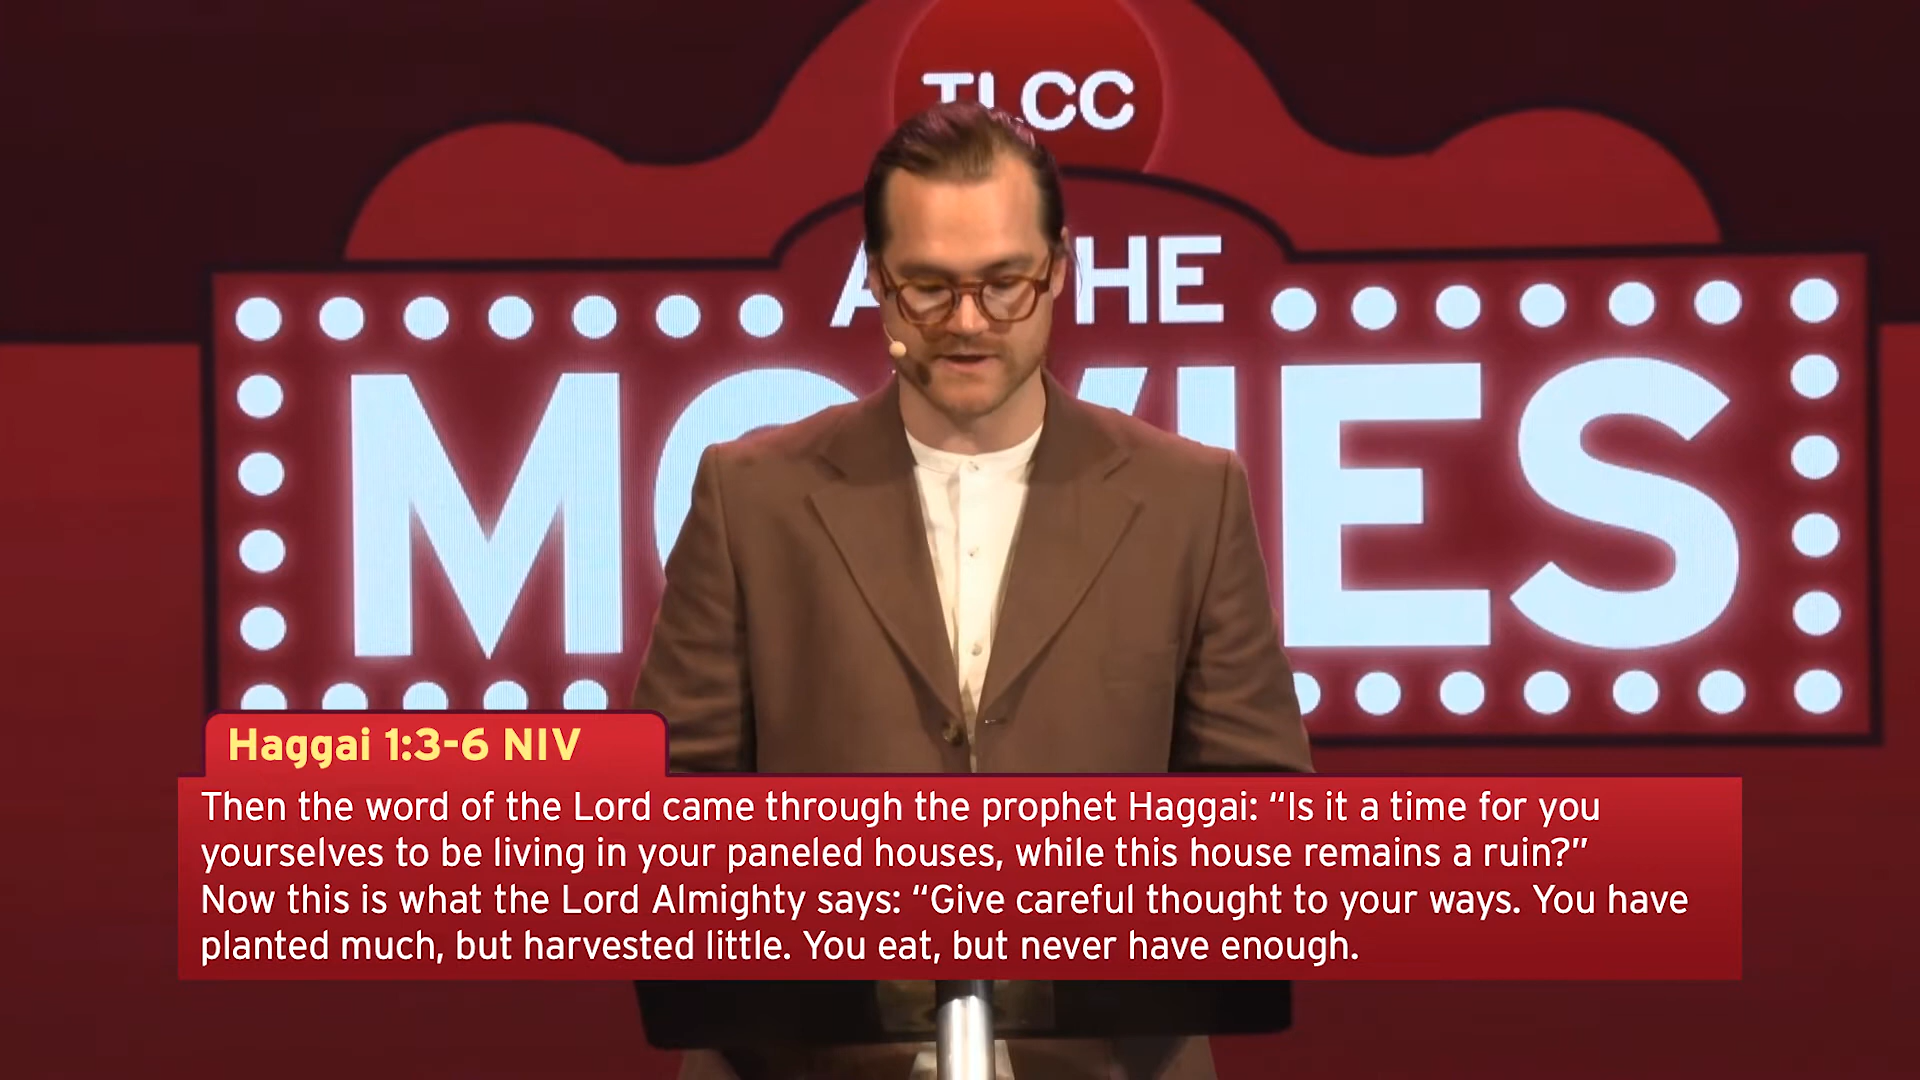 TLCC
THE
MOVIES
Haggai 1:3-6 NIV
Then the word of the Lord came through the prophet Haggai: “Is it a time for you
yourselves to be living in your paneled houses, while this house remains a ruin?”
Now this is what the Lord Almighty says: “Give careful thought to your ways. You have
planted much, but harvested little. You eat, but never have enough.